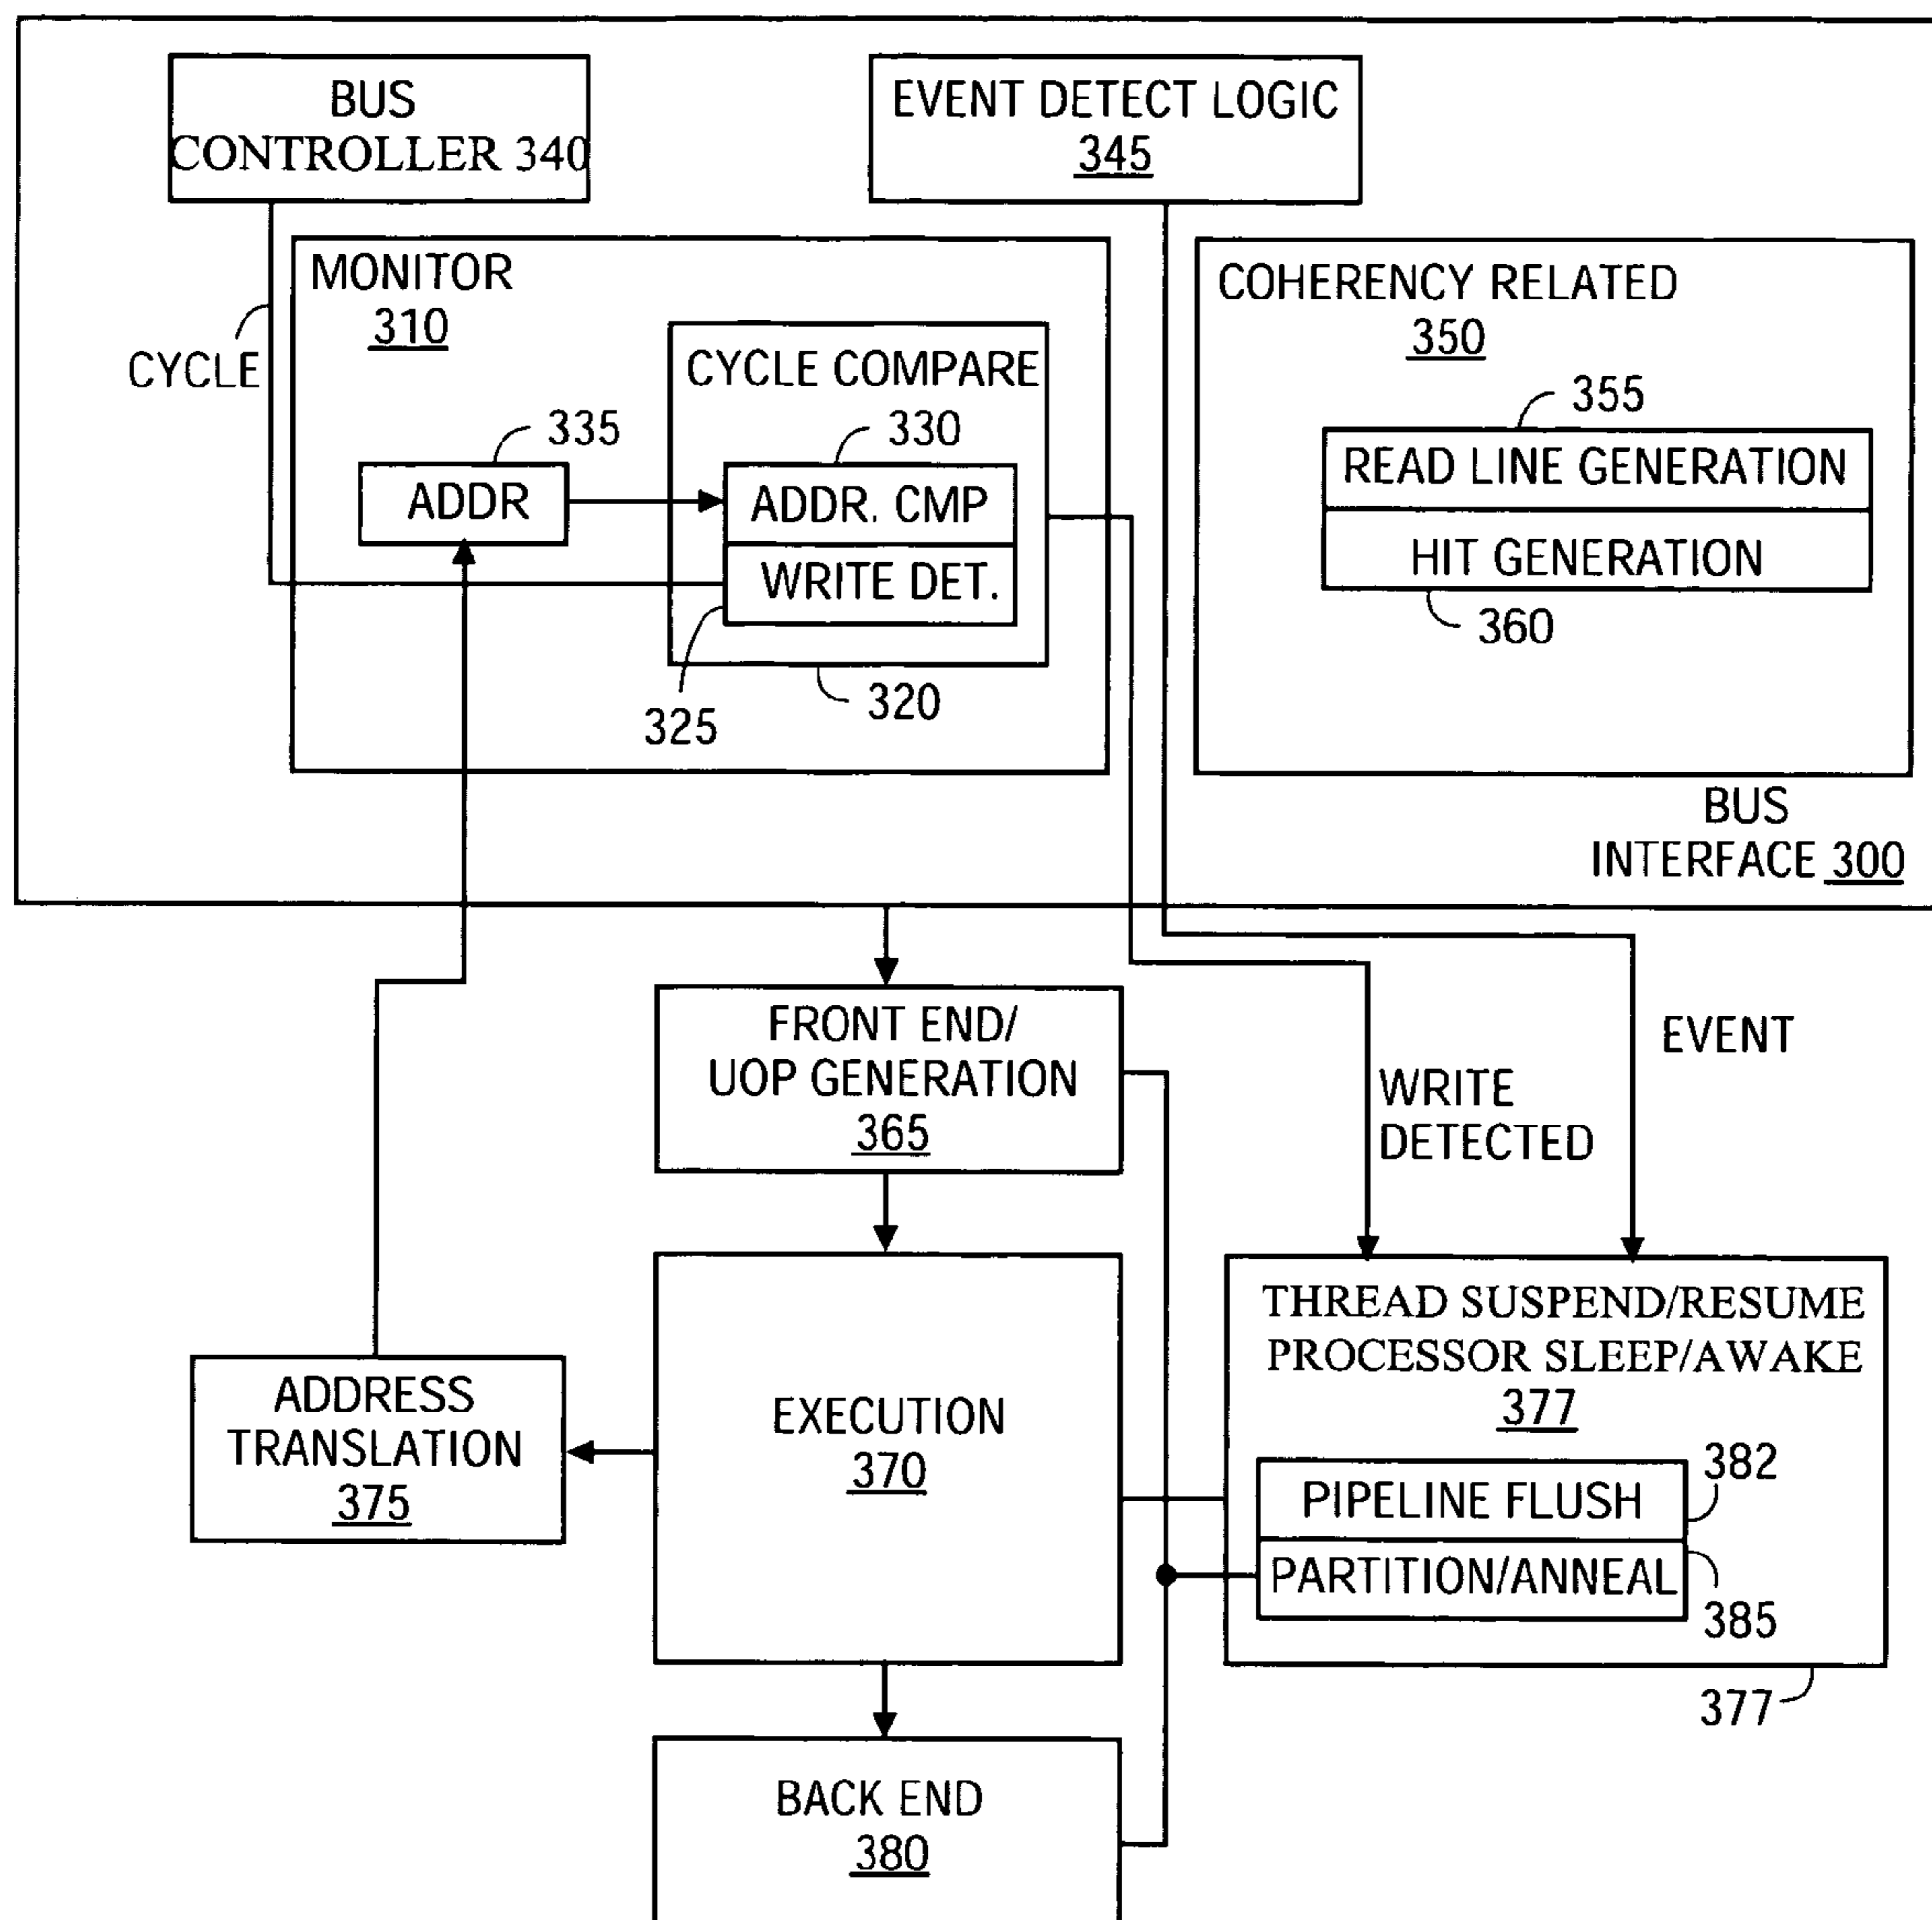 BUS
CONTROLLER 340
EVENT DETECT LOGIC
345
MONITOR
310
CYCLE
CYCLE COMPARE
335
330
ADDR
ADDR. CMP
WRITE DET.
325
320
COHERENCY RELATED
350
355
READ LINE GENERATION
HIT GENERATION
360
BUS
INTERFACE 300
FRONT END/
UOP GENERATION
365
WRITE
DETECTED
EVENT
ADDRESS
TRANSLATION
375
EXECUTION
370
THREAD SUSPEND/RESUME
PROCESSOR SLEEP/AWAKE
377
382
PIPELINE FLUSH
PARTITION/ANNEAL
385
377
BACK END
380